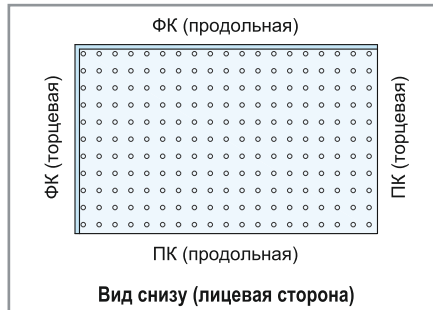 ФК (продольная)
ФК (торцевая)
ПК (торцевая)
ПК (продольная)
Вид снизу (лицевая сторона)